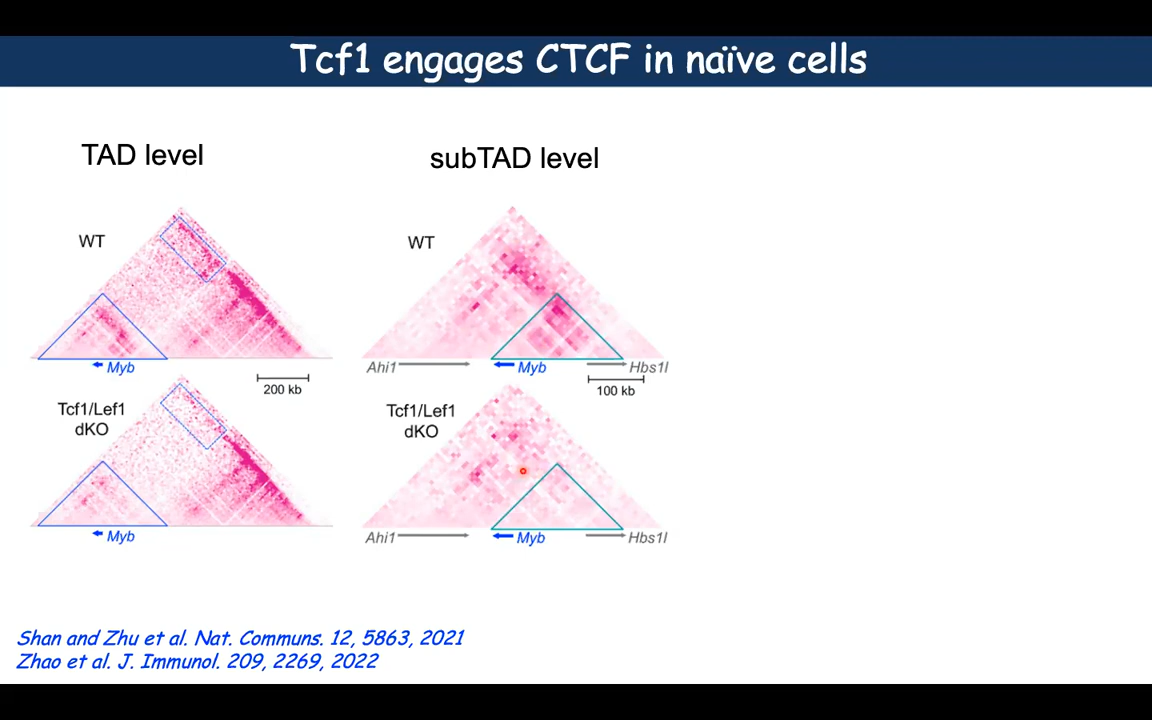 Tcf1 engages CTCF in naïve cells
TAD level
WT
Myb
200 kb
Tcf1/Lef1
dKO
Myb
subTAD level
WT
Ahi1
Myb
Hbs1l
100 kb
Tcf1/Lef1
dKO
Ahi1
Myb
Hbs1l
Shan and Zhu et al. Nat. Communs. 12, 5863, 2021
Zhao et al. J. Immunol. 209, 2269, 2022